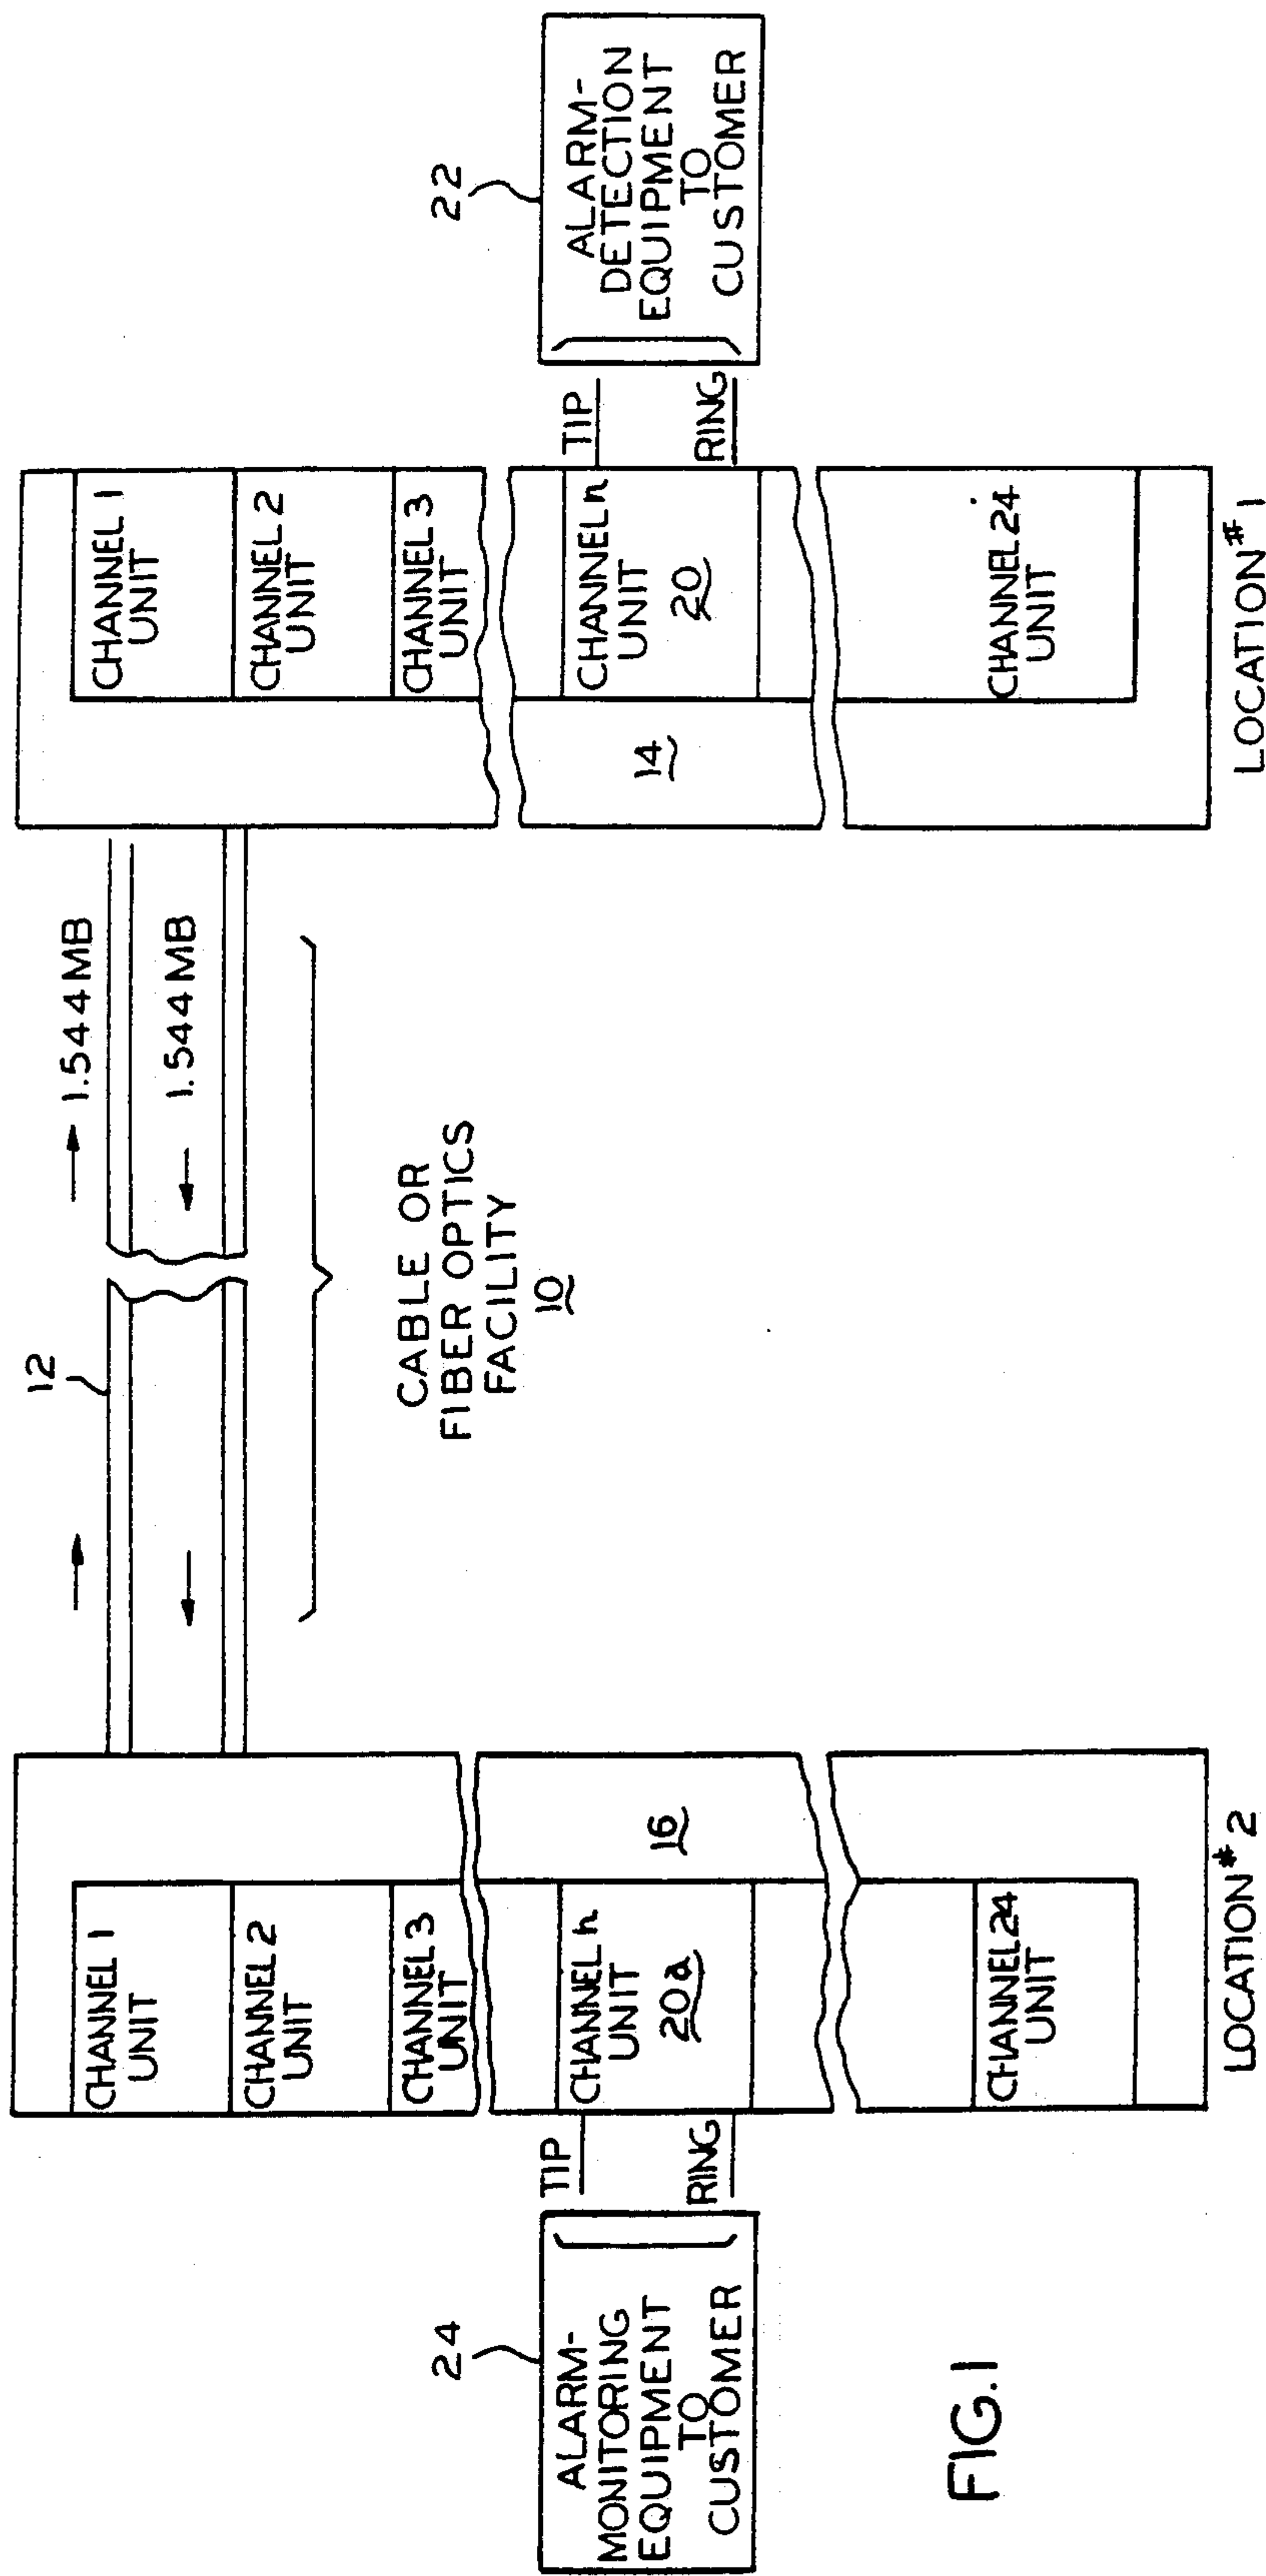 12
1.544 MB
1.544 MB
CABLE OR
FIBER OPTICS
FACILITY
10
24
ALARM-
MONITORING
EQUIPMENT
TO
CUSTOMER
TIP
RING
CHANNEL 1
UNIT
CHANNEL 2
UNIT
CHANNEL 3
UNIT
CHANNEL n
UNIT
20a
CHANNEL 24
UNIT
16
LOCATION #2
CHANNEL 1
UNIT
CHANNEL 2
UNIT
CHANNEL 3
UNIT
CHANNEL n
UNIT
20
CHANNEL 24
UNIT
14
LOCATION #1
TIP
RING
22
ALARM-
DETECTION
EQUIPMENT
TO
CUSTOMER
FIG. 1